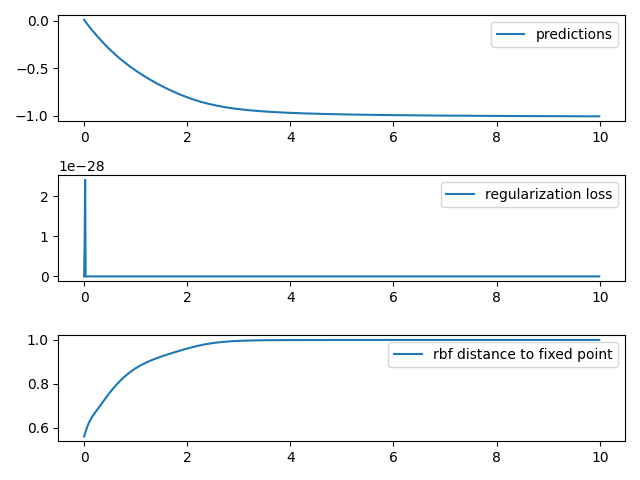 0.0
predictions
−0.5
−1.0
0 2 4 6 8 10
1e−28
2
regularization loss
1
0
0 2 4 6 8 10
1.0
rbf distance to fixed point
0.8
0.6
0 2 4 6 8 10